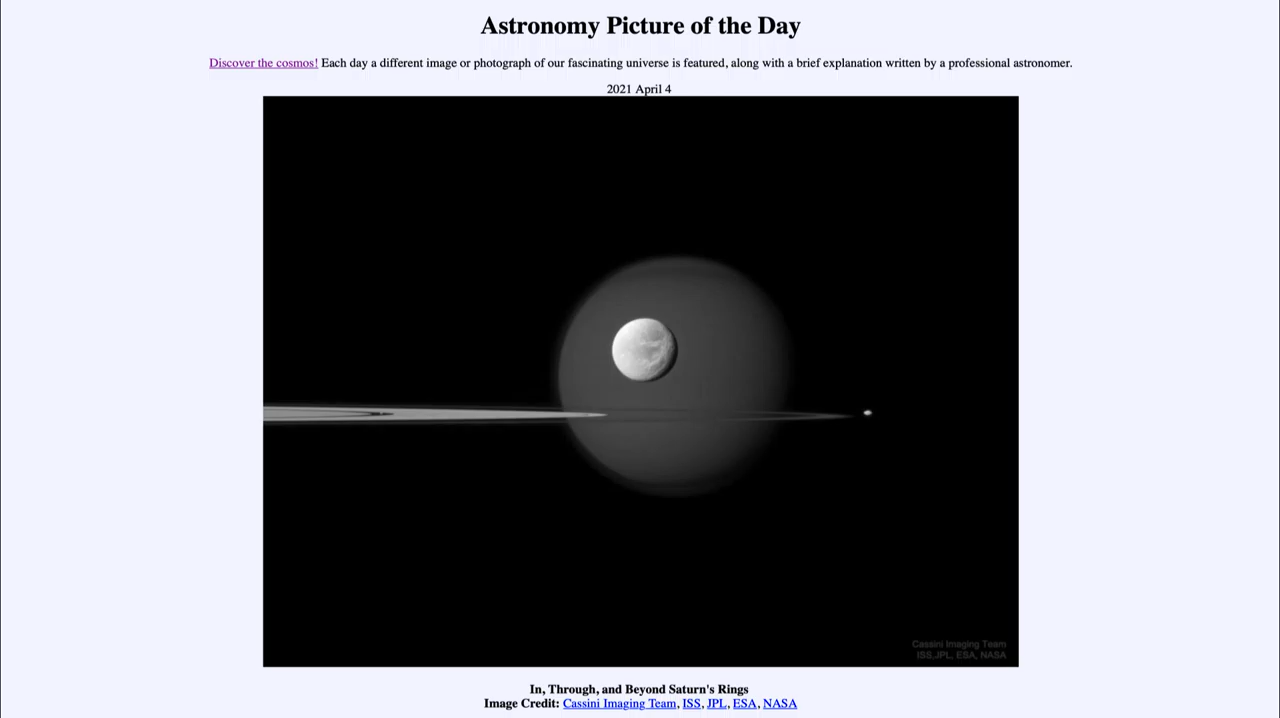 Astronomy Picture of the Day
Discover the cosmos! Each day a different image or photograph of our fascinating universe is featured, along with a brief explanation written by a professional astronomer.
2021 April 4
Cassini Imaging Team
ISS,JPL, ESA, NASA
In, Through, and Beyond Saturn's Rings
Image Credit: Cassini Imaging Team, ISS, JPL, ESA, NASA